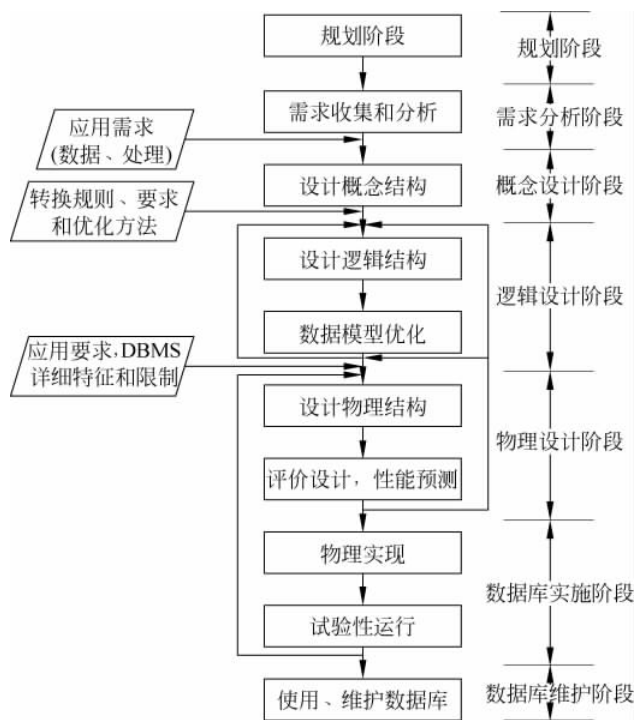 规划阶段
规划阶段
需求收集和分析
需求分析阶段
应用需求
(数据、处理)
设计概念结构
概念设计阶段
转换规则、要求
和优化方法
设计逻辑结构
逻辑设计阶段
数据模型优化
应用要求,DBMS
详细特征和限制
设计物理结构
物理设计阶段
评价设计，性能预测
物理实现
数据库实施阶段
试验性运行
使用、维护数据库
数据库维护阶段